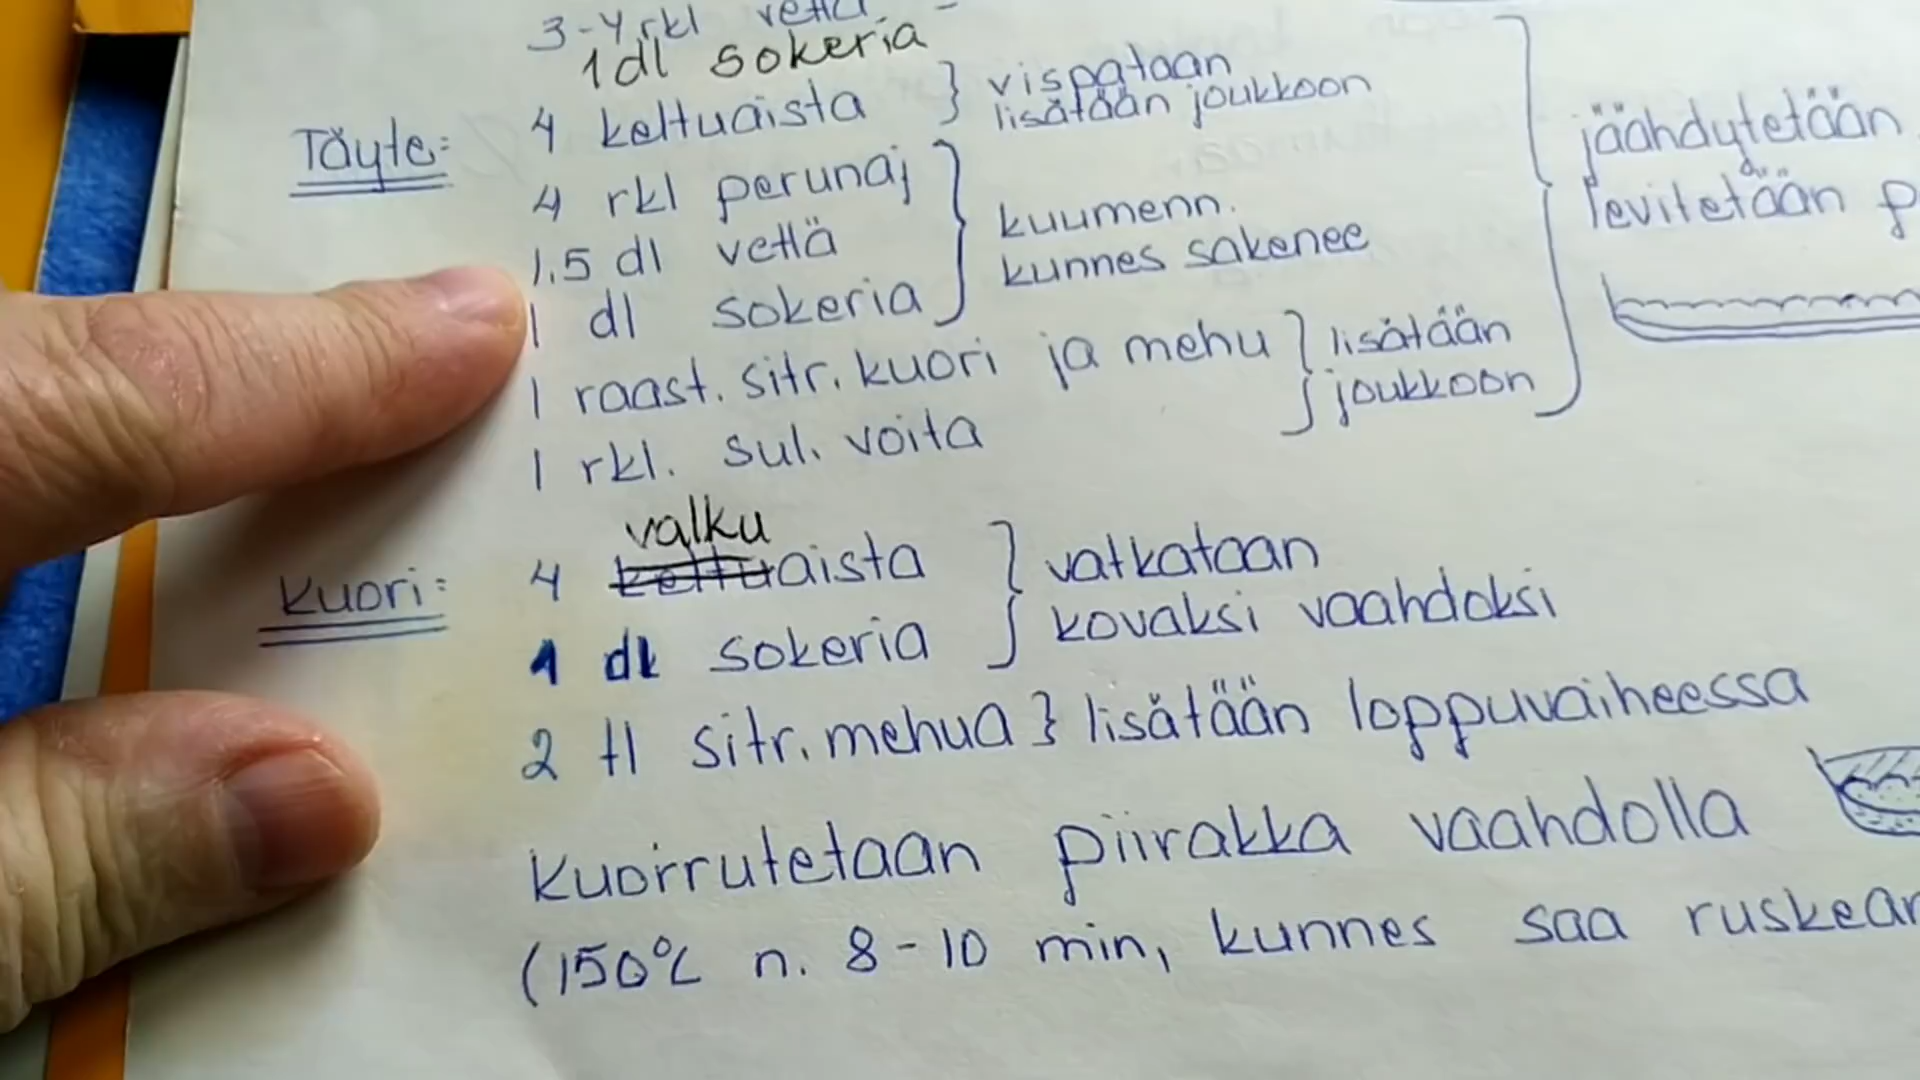 3-4 rkl vettä
1dl sokeria
Täyte: 4 keltuaista } vispataan
lisätään joukkoon
4 rkl perunaj
1.5 dl vettä
1 dl sokeria
kuumenn.
kunnes sakenee
1 raast. sitr. kuori ja mehu } lisätään
joukkoon
1 rkl. sul. voita
jäähdytetään
levitetään p
valku
Kuori: 4 keltuaista } vatkataan
1 dl sokeria kovaksi vaahdoksi
2 tl sitr. mehua } lisätään loppuvaiheessa
Kuorrutetaan piirakka vaahdolla
(150°C n. 8-10 min, kunnes saa ruskean